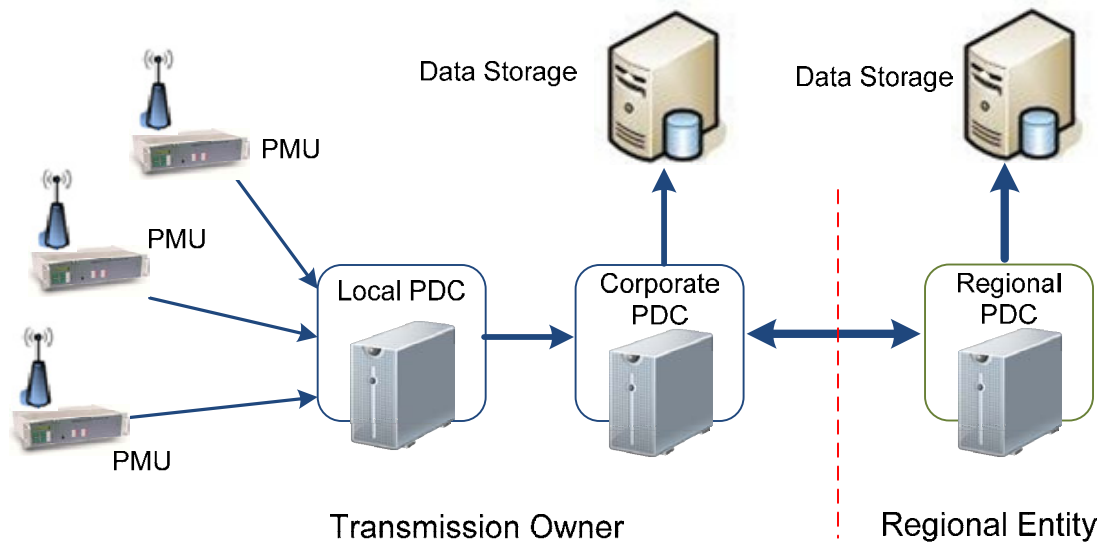 Data Storage
Data Storage
PMU
PMU
PMU
Local PDC
Corporate
PDC
Regional
PDC
Transmission Owner
Regional Entity